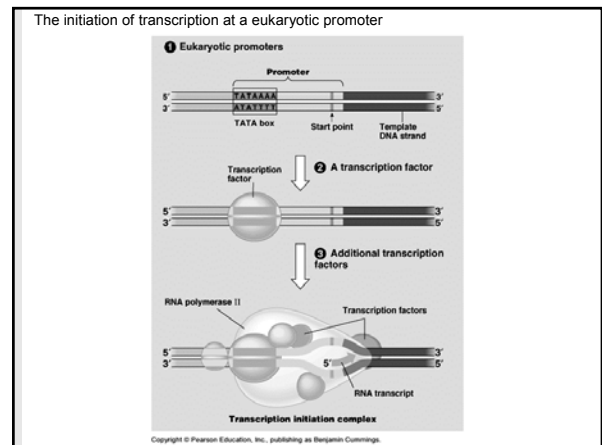 The initiation of transcription at a eukaryotic promoter
1 Eukaryotic promoters
Promoter
5′ TATAAAA 3′
3′ ATATTTT 5′
TATA box
Start point
Template
DNA strand
Transcription
factor
2 A transcription factor
5′ 3′
3′ 5′
3 Additional transcription
factors
RNA polymerase II
Transcription factors
5′ 3′
3′ 5′ 5′
RNA transcript
Transcription initiation complex
Copyright © Pearson Education, Inc., publishing as Benjamin Cummings.